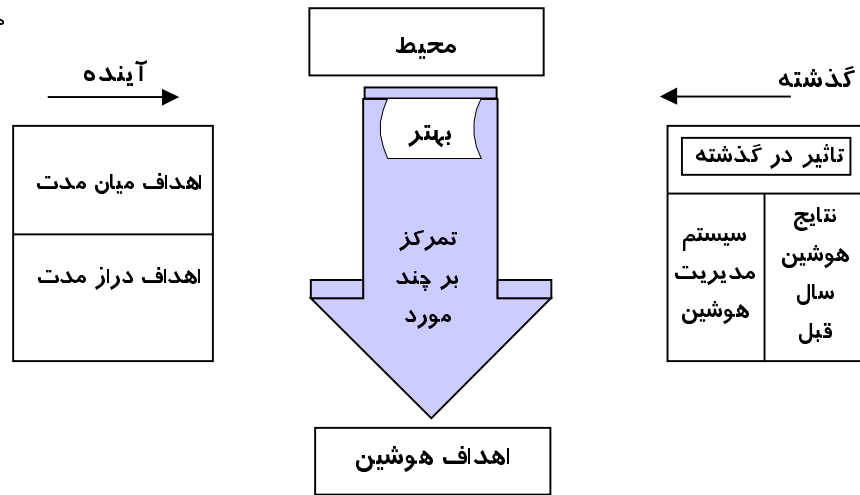 محیط
گذشته
تاثیر در گذشته
نتایج
هوشین
سال
قبل
سیستم
مدیریت
هوشین
بهتر
تمرکز
بر چند
مورد
آینده
اهداف میان مدت
اهداف دراز مدت
اهداف هوشین